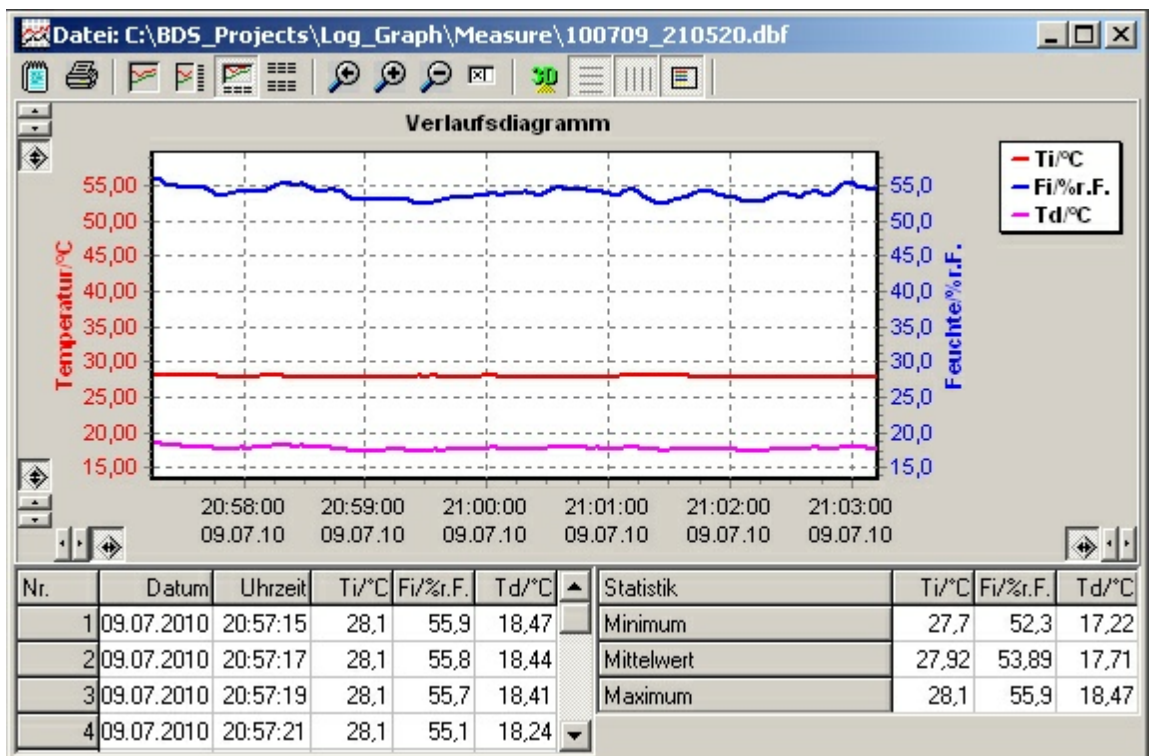 Datei: C:\BDS_Projects\Log_Graph\Measure\100709_210520.dbf
3D
Verlaufsdiagramm
Temperatur/°C
55,00
50,00
45,00
40,00
35,00
30,00
25,00
20,00
15,00
55,0
50,0
45,0
40,0
35,0
30,0
25,0
20,0
15,0
Feuchte/%r.F.
Ti/°C
Fi/%r.F.
Td/°C
20:58:00 20:59:00 21:00:00 21:01:00 21:02:00 21:03:00
09.07.10 09.07.10 09.07.10 09.07.10 09.07.10 09.07.10
Nr. Datum Uhrzeit Ti/°C Fi/%r.F. Td/°C
1 09.07.2010 20:57:15 28,1 55,9 18,47
2 09.07.2010 20:57:17 28,1 55,8 18,44
3 09.07.2010 20:57:19 28,1 55,7 18,41
4 09.07.2010 20:57:21 28,1 55,1 18,24
Statistik Ti/°C Fi/%r.F. Td/°C
Minimum 27,7 52,3 17,22
Mittelwert 27,92 53,89 17,71
Maximum 28,1 55,9 18,47